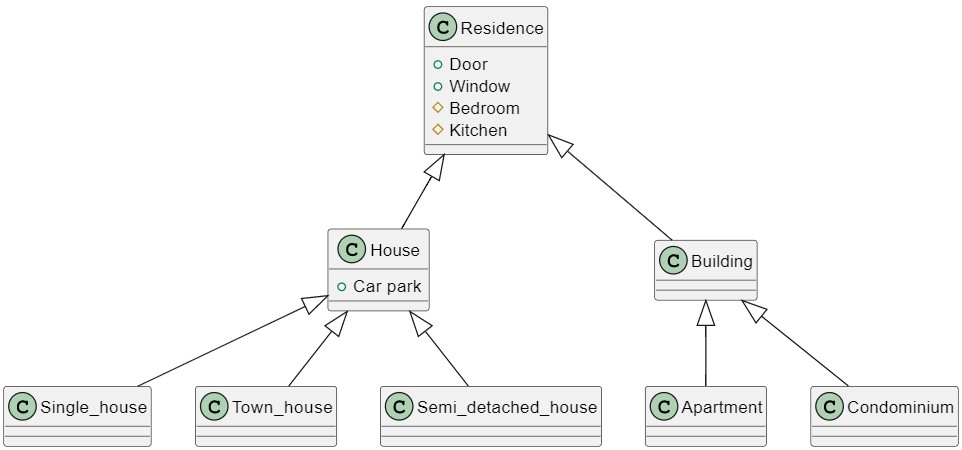 C Residence
Door
Window
Bedroom
Kitchen
C House
Car park
C Building
C Single_house
C Town_house
C Semi_detached_house
C Apartment
C Condominium